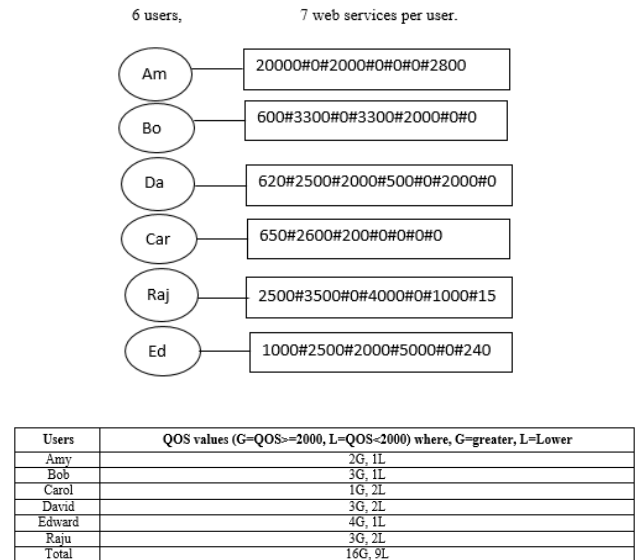 6 users, 7 web services per user.
Am 20000#0#2000#0#0#0#2800
Bo 600#3300#0#3300#2000#0#0
Da 620#2500#2000#500#0#2000#0
Car 650#2600#200#0#0#0#0
Raj 2500#3500#0#4000#0#1000#15
Ed 1000#2500#2000#5000#0#240
Users QOS values (G=QOS>=2000, L=QOS<2000) where, G=greater, L=Lower
Amy 2G, 1L
Bob 3G, 1L
Carol 1G, 2L
David 3G, 2L
Edward 4G, 1L
Raju 3G, 2L
Total 16G, 9L